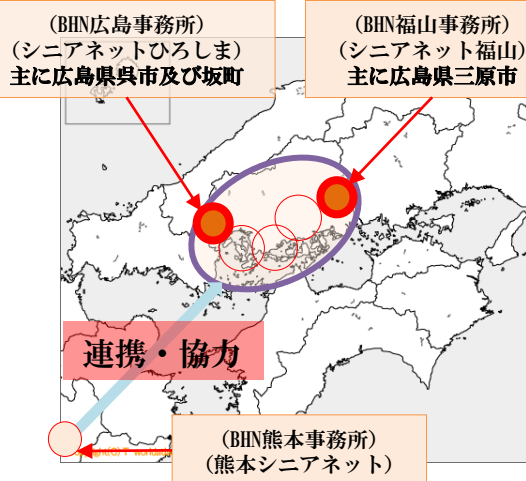 （BHN広島事務所）
（シニアネットひろしま）
主に広島県呉市及び坂町
（BHN福山事務所）
（シニアネット福山）
主に広島県三原市
連携・協力
（BHN熊本事務所）
（熊本シニアネット）